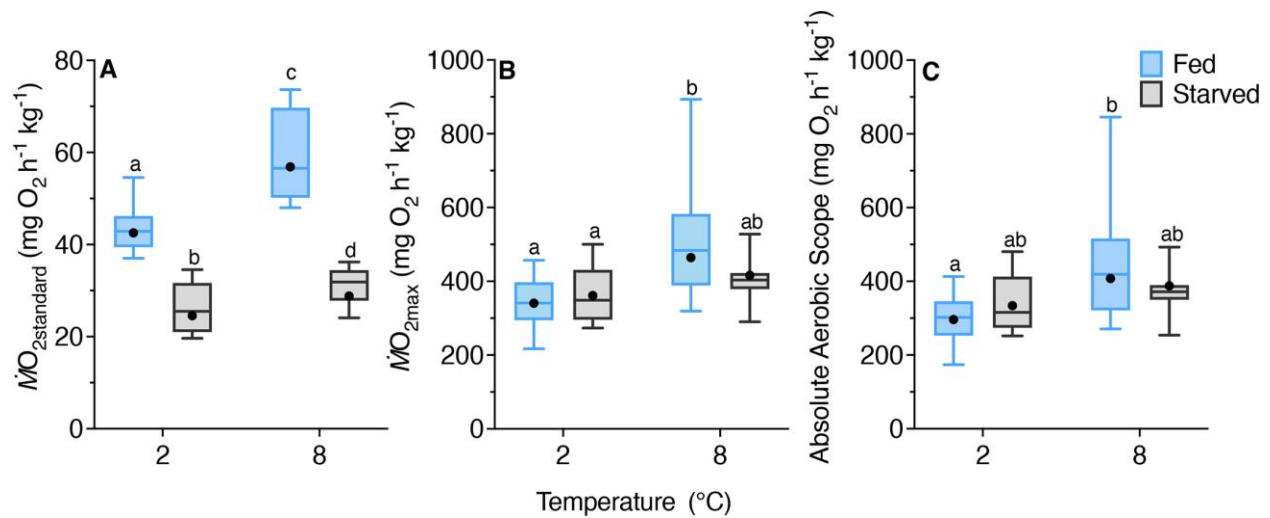 A
ṀO2standard (mg O2 h-1 kg-1)
80
60
40
20
0
a
b
c
d
2
8
B
ṀO2max (mg O2 h-1 kg-1)
1000
800
600
400
200
0
a
a
b
ab
2
8
C
Absolute Aerobic Scope (mg O2 h-1 kg-1)
1000
800
600
400
200
0
a
ab
b
ab
2
8
Fed
Starved
Temperature (°C)